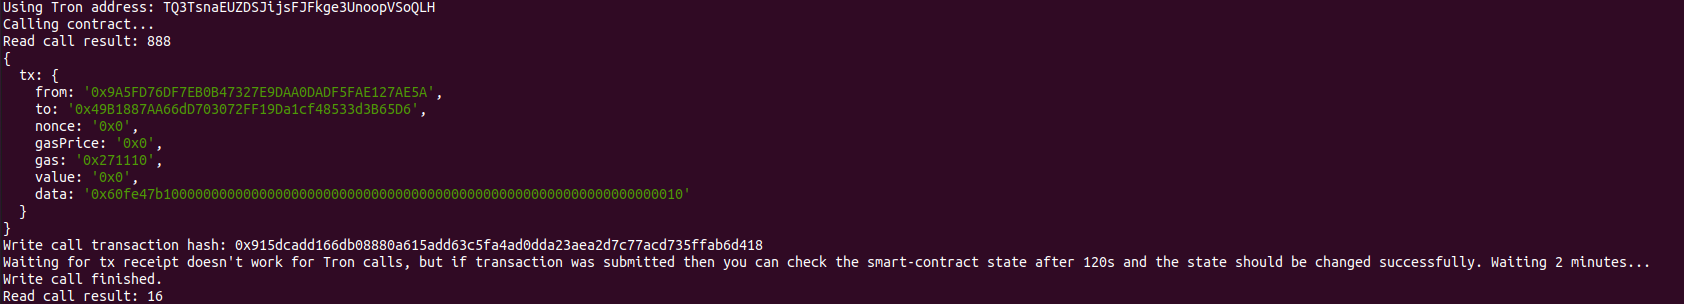 Using Tron address: TQ3TsnaEUZDSJijsFJFkge3UnoopVSoQLH
Calling contract...
Read call result: 888
{
  tx: {
    from: '0x9A5FD76DF7EB0B47327E9DAA0DADF5FAE127AE5A',
    to: '0x49B1887AA66dD703072FF19Da1cf48533d3B65D6',
    nonce: '0x0',
    gasPrice: '0x0',
    gas: '0x271110',
    value: '0x0',
    data: '0x60fe47b10000000000000000000000000000000000000000000000000000000000000010'
  }
}
Write call transaction hash: 0x915dcadd166db08880a615add63c5fa4ad0dda23aea2d7c77acd735ffab6d418
Waiting for tx receipt doesn't work for Tron calls, but if transaction was submitted then you can check the smart-contract state after 120s and the state should be changed successfully. Waiting 2 minutes...
Write call finished.
Read call result: 16